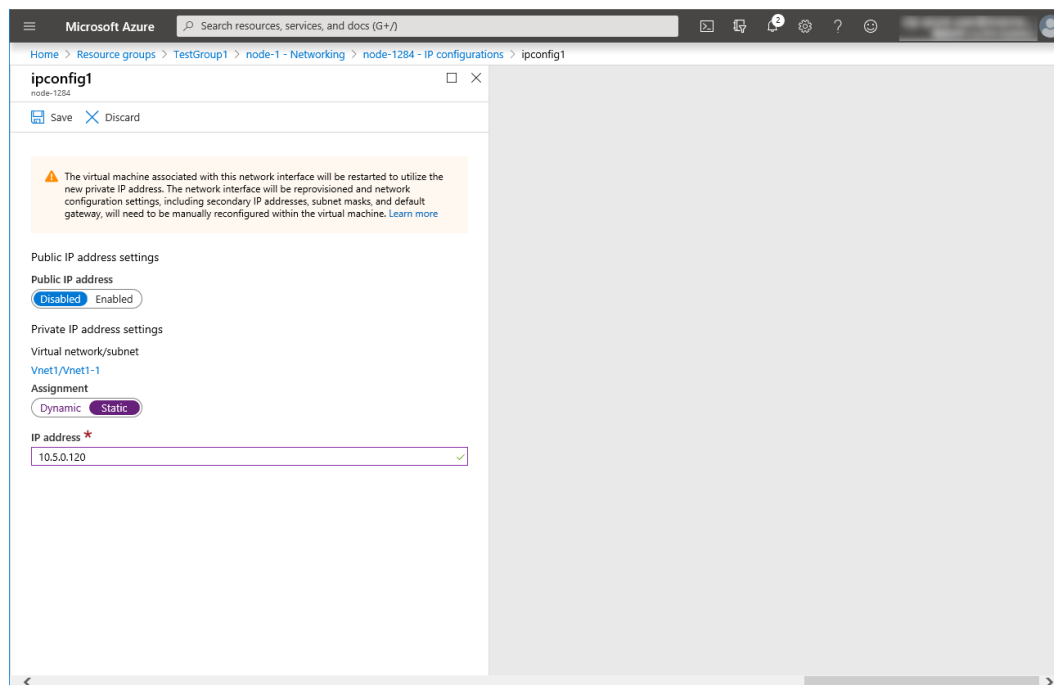 Microsoft Azure
Search resources, services, and docs (G+/)
2
Home > Resource groups > TestGroup1 > node-1 - Networking > node-1284 - IP configurations > ipconfig1
ipconfig1
node-1284
Save Discard
The virtual machine associated with this network interface will be restarted to utilize the
new private IP address. The network interface will be reprovisioned and network
configuration settings, including secondary IP addresses, subnet masks, and default
gateway, will need to be manually reconfigured within the virtual machine. Learn more
Public IP address settings
Public IP address
Disabled Enabled
Private IP address settings
Virtual network/subnet
Vnet1/Vnet1-1
Assignment
Dynamic Static
IP address *
10.5.0.120